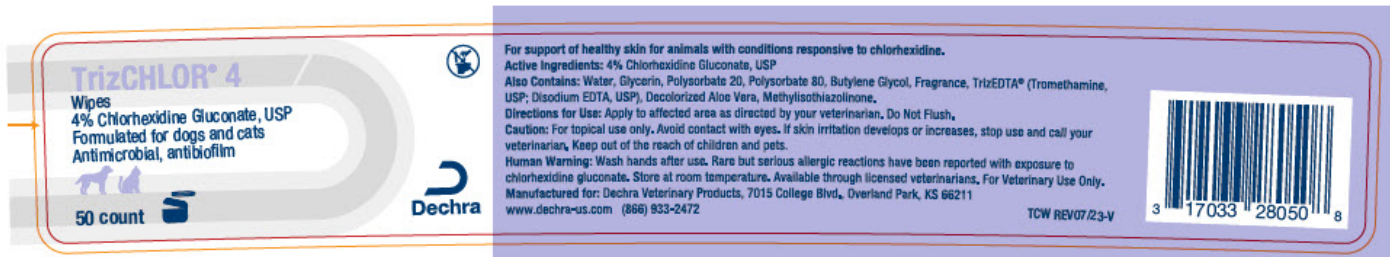 TrizCHLOR® 4
Wipes
4% Chlorhexidine Gluconate, USP
Formulated for dogs and cats
Antimicrobial, antibiofilm
50 count
Dechra
For support of healthy skin for animals with conditions responsive to chlorhexidine.
Active Ingredients: 4% Chlorhexidine Gluconate, USP
Also Contains: Water, Glycerin, Polysorbate 20, Polysorbate 80, Butylene Glycol, Fragrance, TrizEDTA® (Tromethamine,
USP; Disodium EDTA, USP), Decolorized Aloe Vera, Methylisothiazolinone.
Directions for Use: Apply to affected area as directed by your veterinarian. Do Not Flush.
Caution: For topical use only. Avoid contact with eyes. If skin irritation develops or increases, stop use and call your
veterinarian. Keep out of the reach of children and pets.
Human Warning: Wash hands after use. Rare but serious allergic reactions have been reported with exposure to
chlorhexidine gluconate. Store at room temperature. Available through licensed veterinarians. For Veterinary Use Only.
Manufactured for: Dechra Veterinary Products, 7015 College Blvd., Overland Park, KS 66211
www.dechra-us.com (866) 933-2472
TCW REV07/23-V
3 17033 28050 8